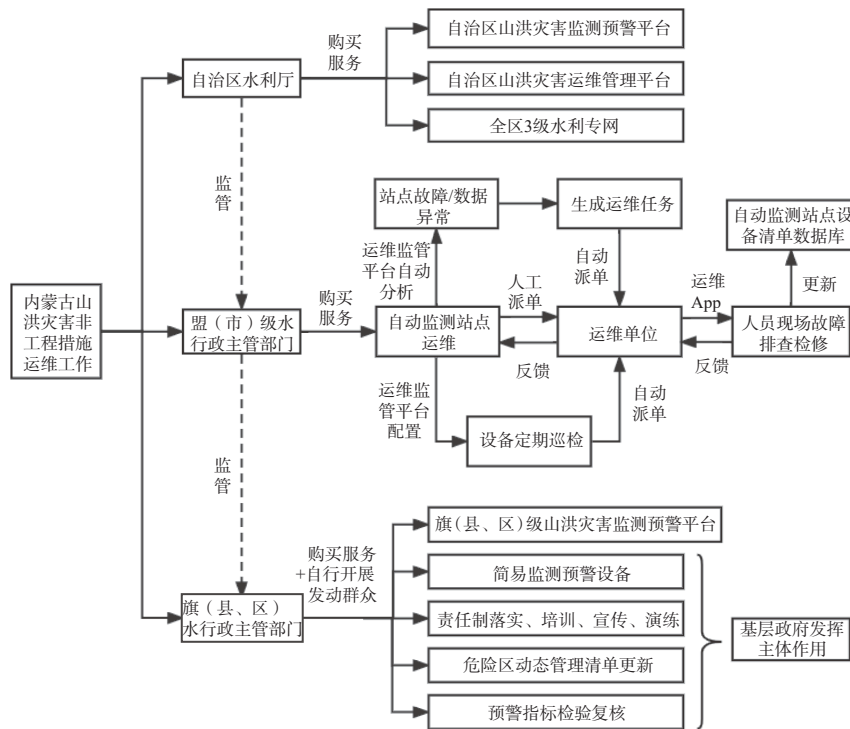 内蒙古山
洪灾害非
工程措施
运维工作
自治区水利厅
购买
服务
自治区山洪灾害监测预警平台
自治区山洪灾害运维管理平台
全区3级水利专网
监管
盟（市）级水
行政主管部门
购买
服务
自动监测站点
运维
运维监管
平台自动
分析
站点故障/数据
异常
生成运维任务
自动
派单
人工
派单
运维单位
反馈
运维监
管平台
配置
设备定期巡检
自动
派单
运维
App
人员现场故障
排查检修
反馈
更新
自动监测站点设
备清单数据库
监管
旗（县、区）
水行政主管部门
购买服务
+自行开展
发动群众
旗(县、区)级山洪灾害监测预警平台
简易监测预警设备
责任制落实、培训、宣传、演练
危险区动态管理清单更新
预警指标检验复核
基层政府发挥
主体作用